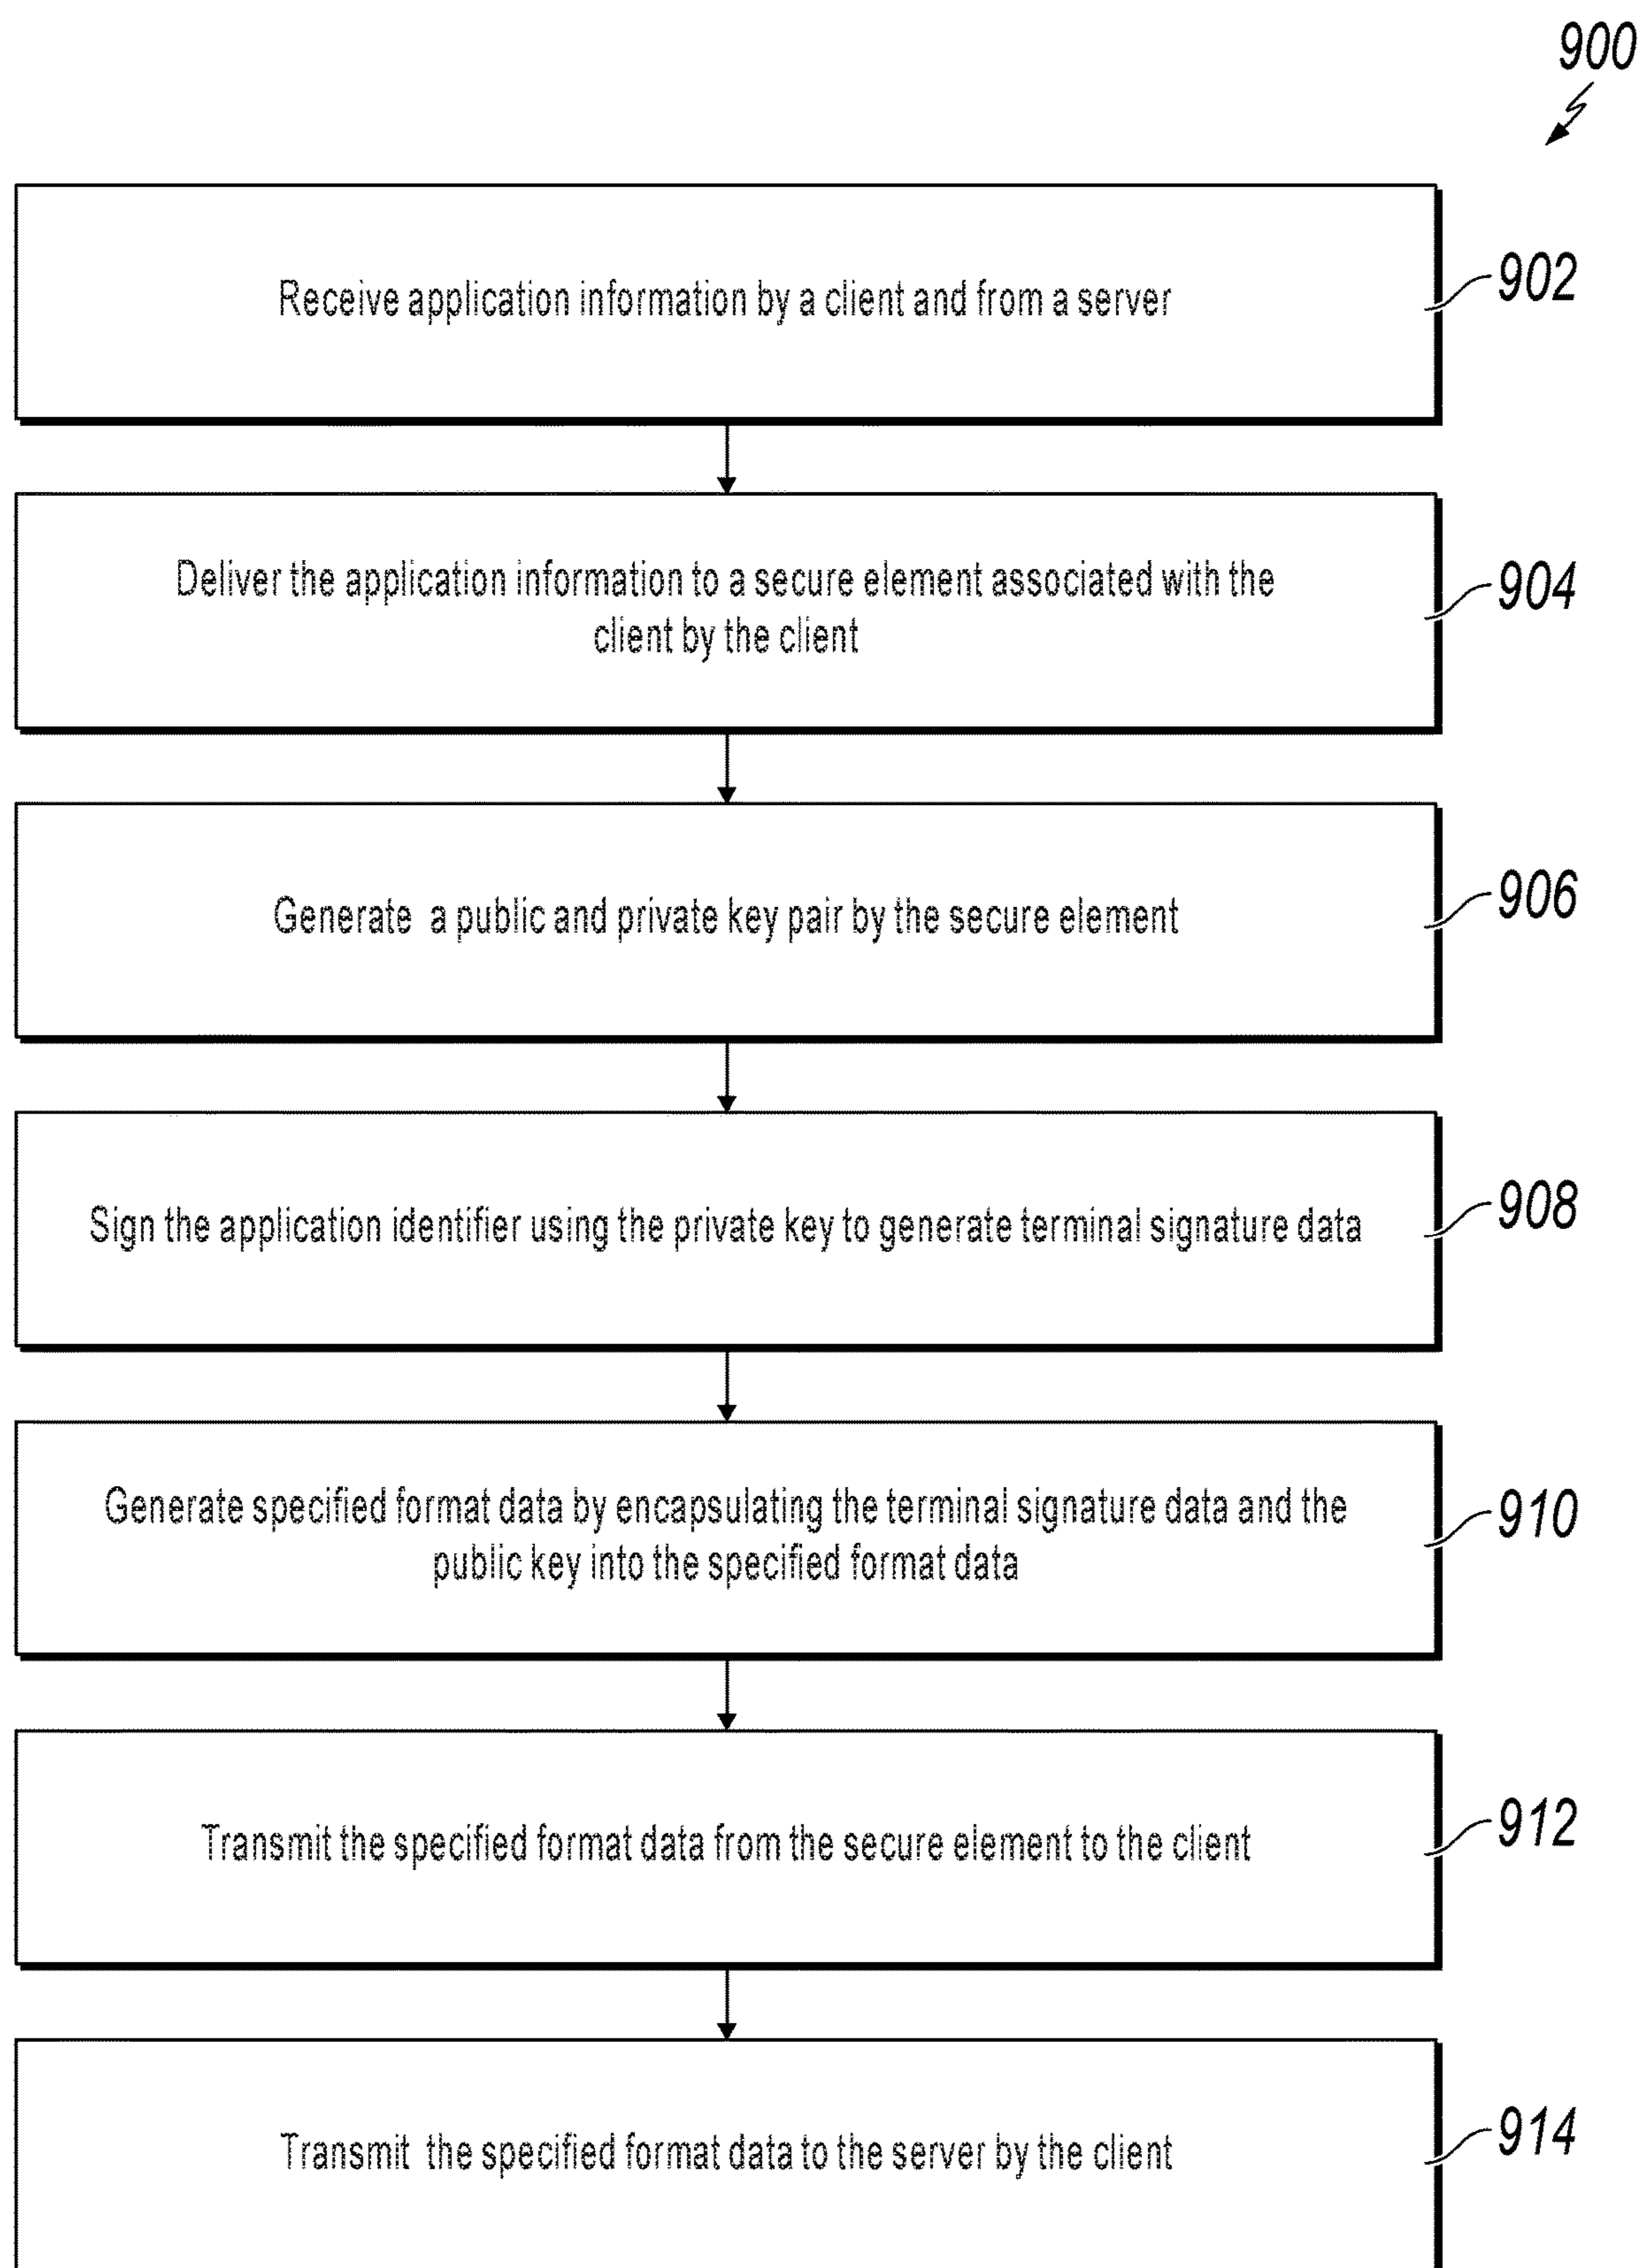 900
Receive application information by a client and from a server
902
Deliver the application information to a secure element associated with the
client by the client
904
Generate a public and private key pair by the secure element
906
Sign the application identifier using the private key to generate terminal signature data
908
Generate specified format data by encapsulating the terminal signature data and the
public key into the specified format data
910
Transmit the specified format data from the secure element to the client
912
Transmit the specified format data to the server by the client
914